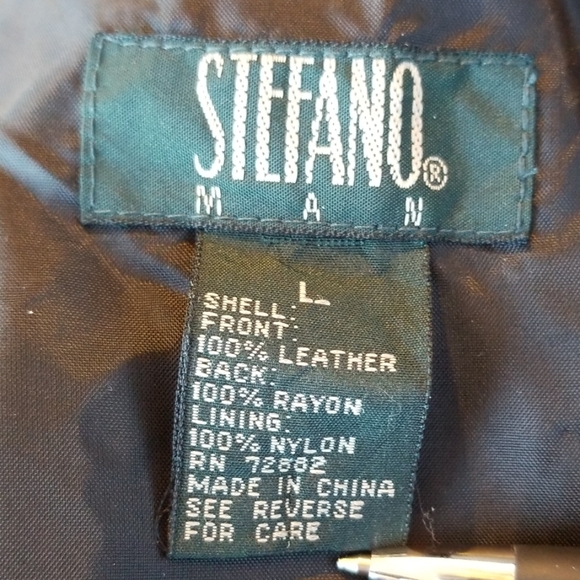 STEFANO®
MAN
L
SHELL:
FRONT:
100% LEATHER
BACK:
100% RAYON
LINING:
100% NYLON
RN 72882
MADE IN CHINA
SEE REVERSE
FOR CARE